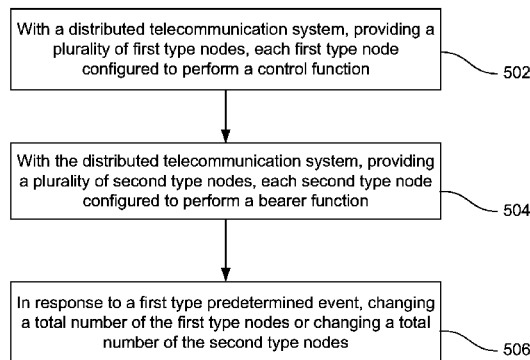 With a distributed telecommunication system, providing a
plurality of first type nodes, each first type node
configured to perform a control function
502
With the distributed telecommunication system, providing
a plurality of second type nodes, each second type node
configured to perform a bearer function
504
In response to a first type predetermined event, changing
a total number of the first type nodes or changing a total
number of the second type nodes
506